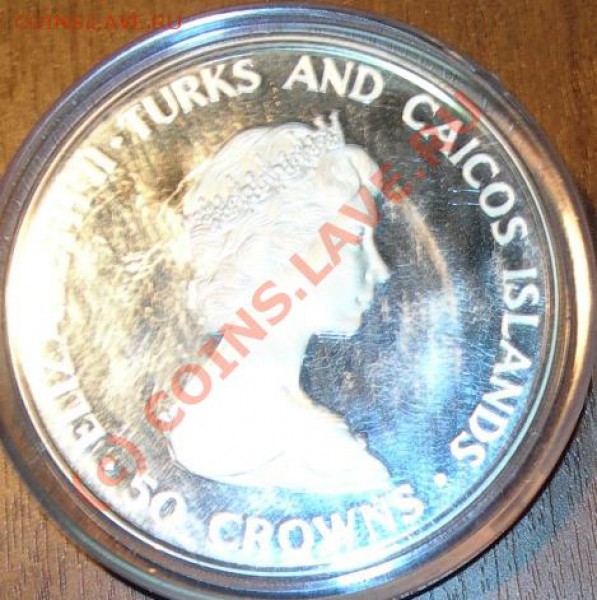 COINS.LAVE.RU
TURKS AND CAICOS ISLANDS · 50 CROWNS
© COINS.LAVE.RU